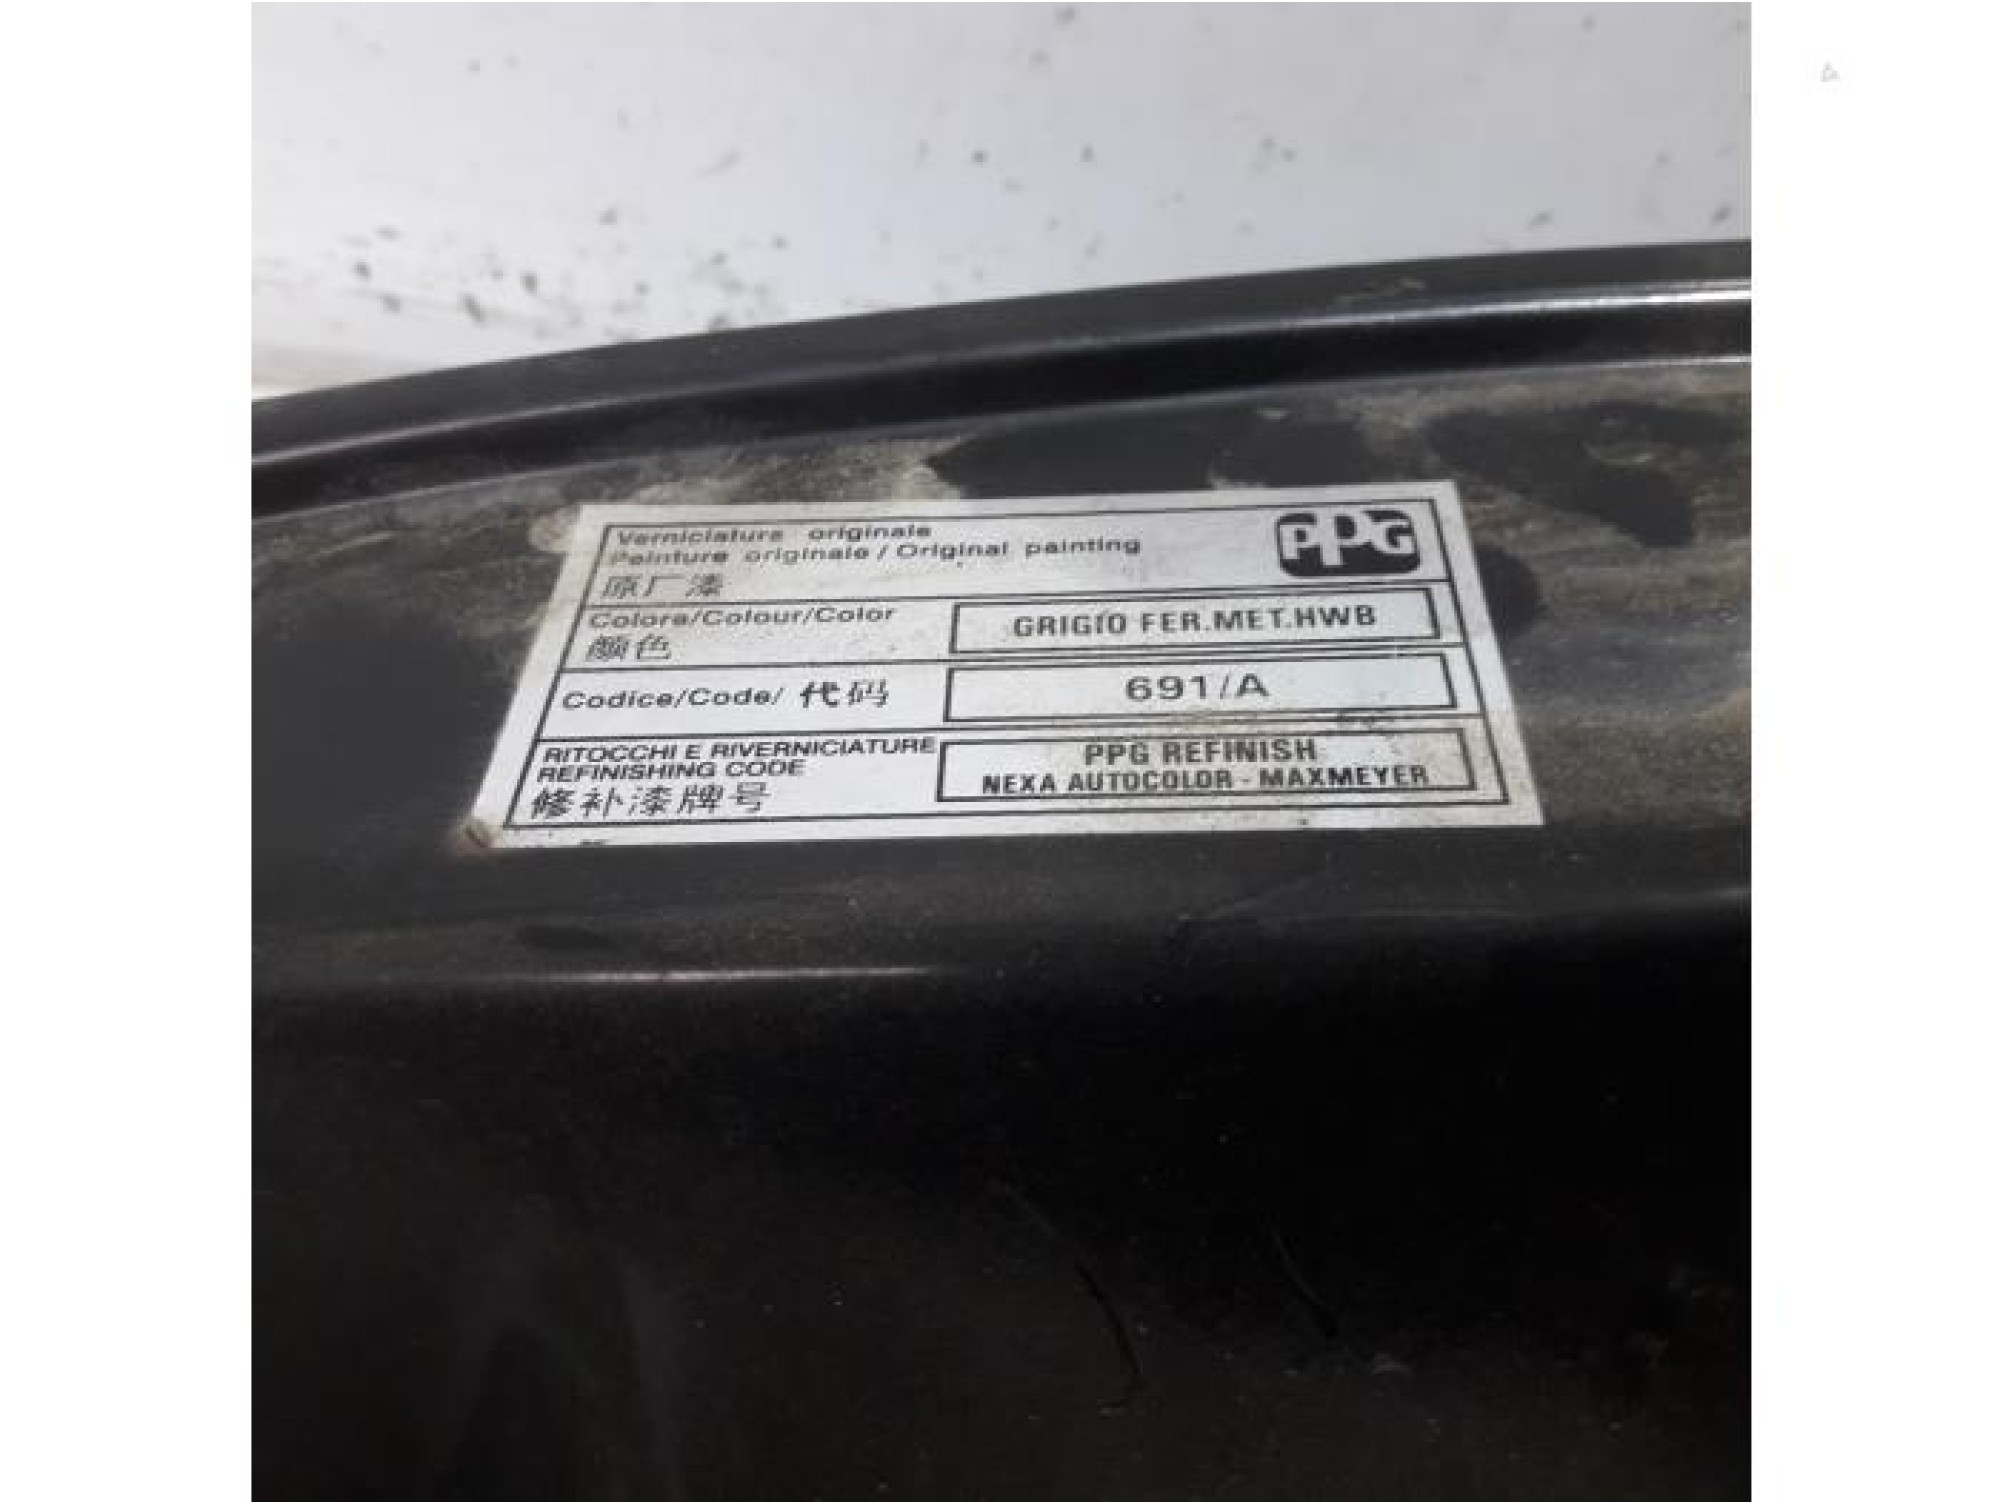 Verniciatura originale
Peinture originale / Original painting
PPG
原厂漆
Colore/Colour/Color
颜色
GRIGIO FER.MET.HWB
Codice/Code/ 代码
691/A
RITOCCHI E RIVERNICIATURE
REFINISHING CODE
修补漆牌号
PPG REFINISH
NEXA AUTOCOLOR - MAXMEYER